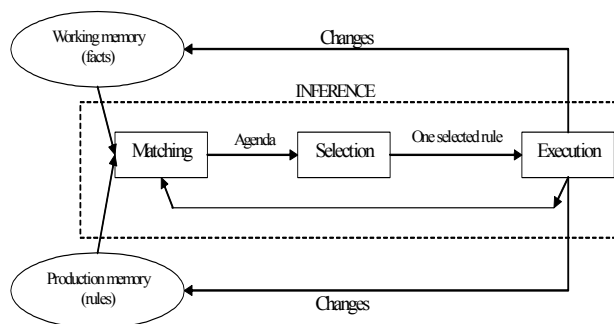 Working memory
(facts)
Changes
INFERENCE
Matching
Agenda
Selection
One selected rule
Execution
Production memory
(rules)
Changes